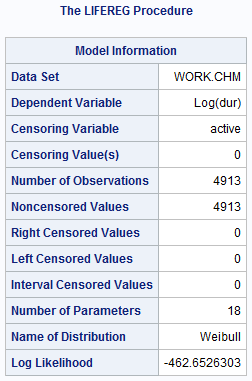 The LIFEREG Procedure
Model Information
Data Set WORK.CHM
Dependent Variable Log(dur)
Censoring Variable active
Censoring Value(s) 0
Number of Observations 4913
Noncensored Values 4913
Right Censored Values 0
Left Censored Values 0
Interval Censored Values 0
Number of Parameters 18
Name of Distribution Weibull
Log Likelihood -462.6526303